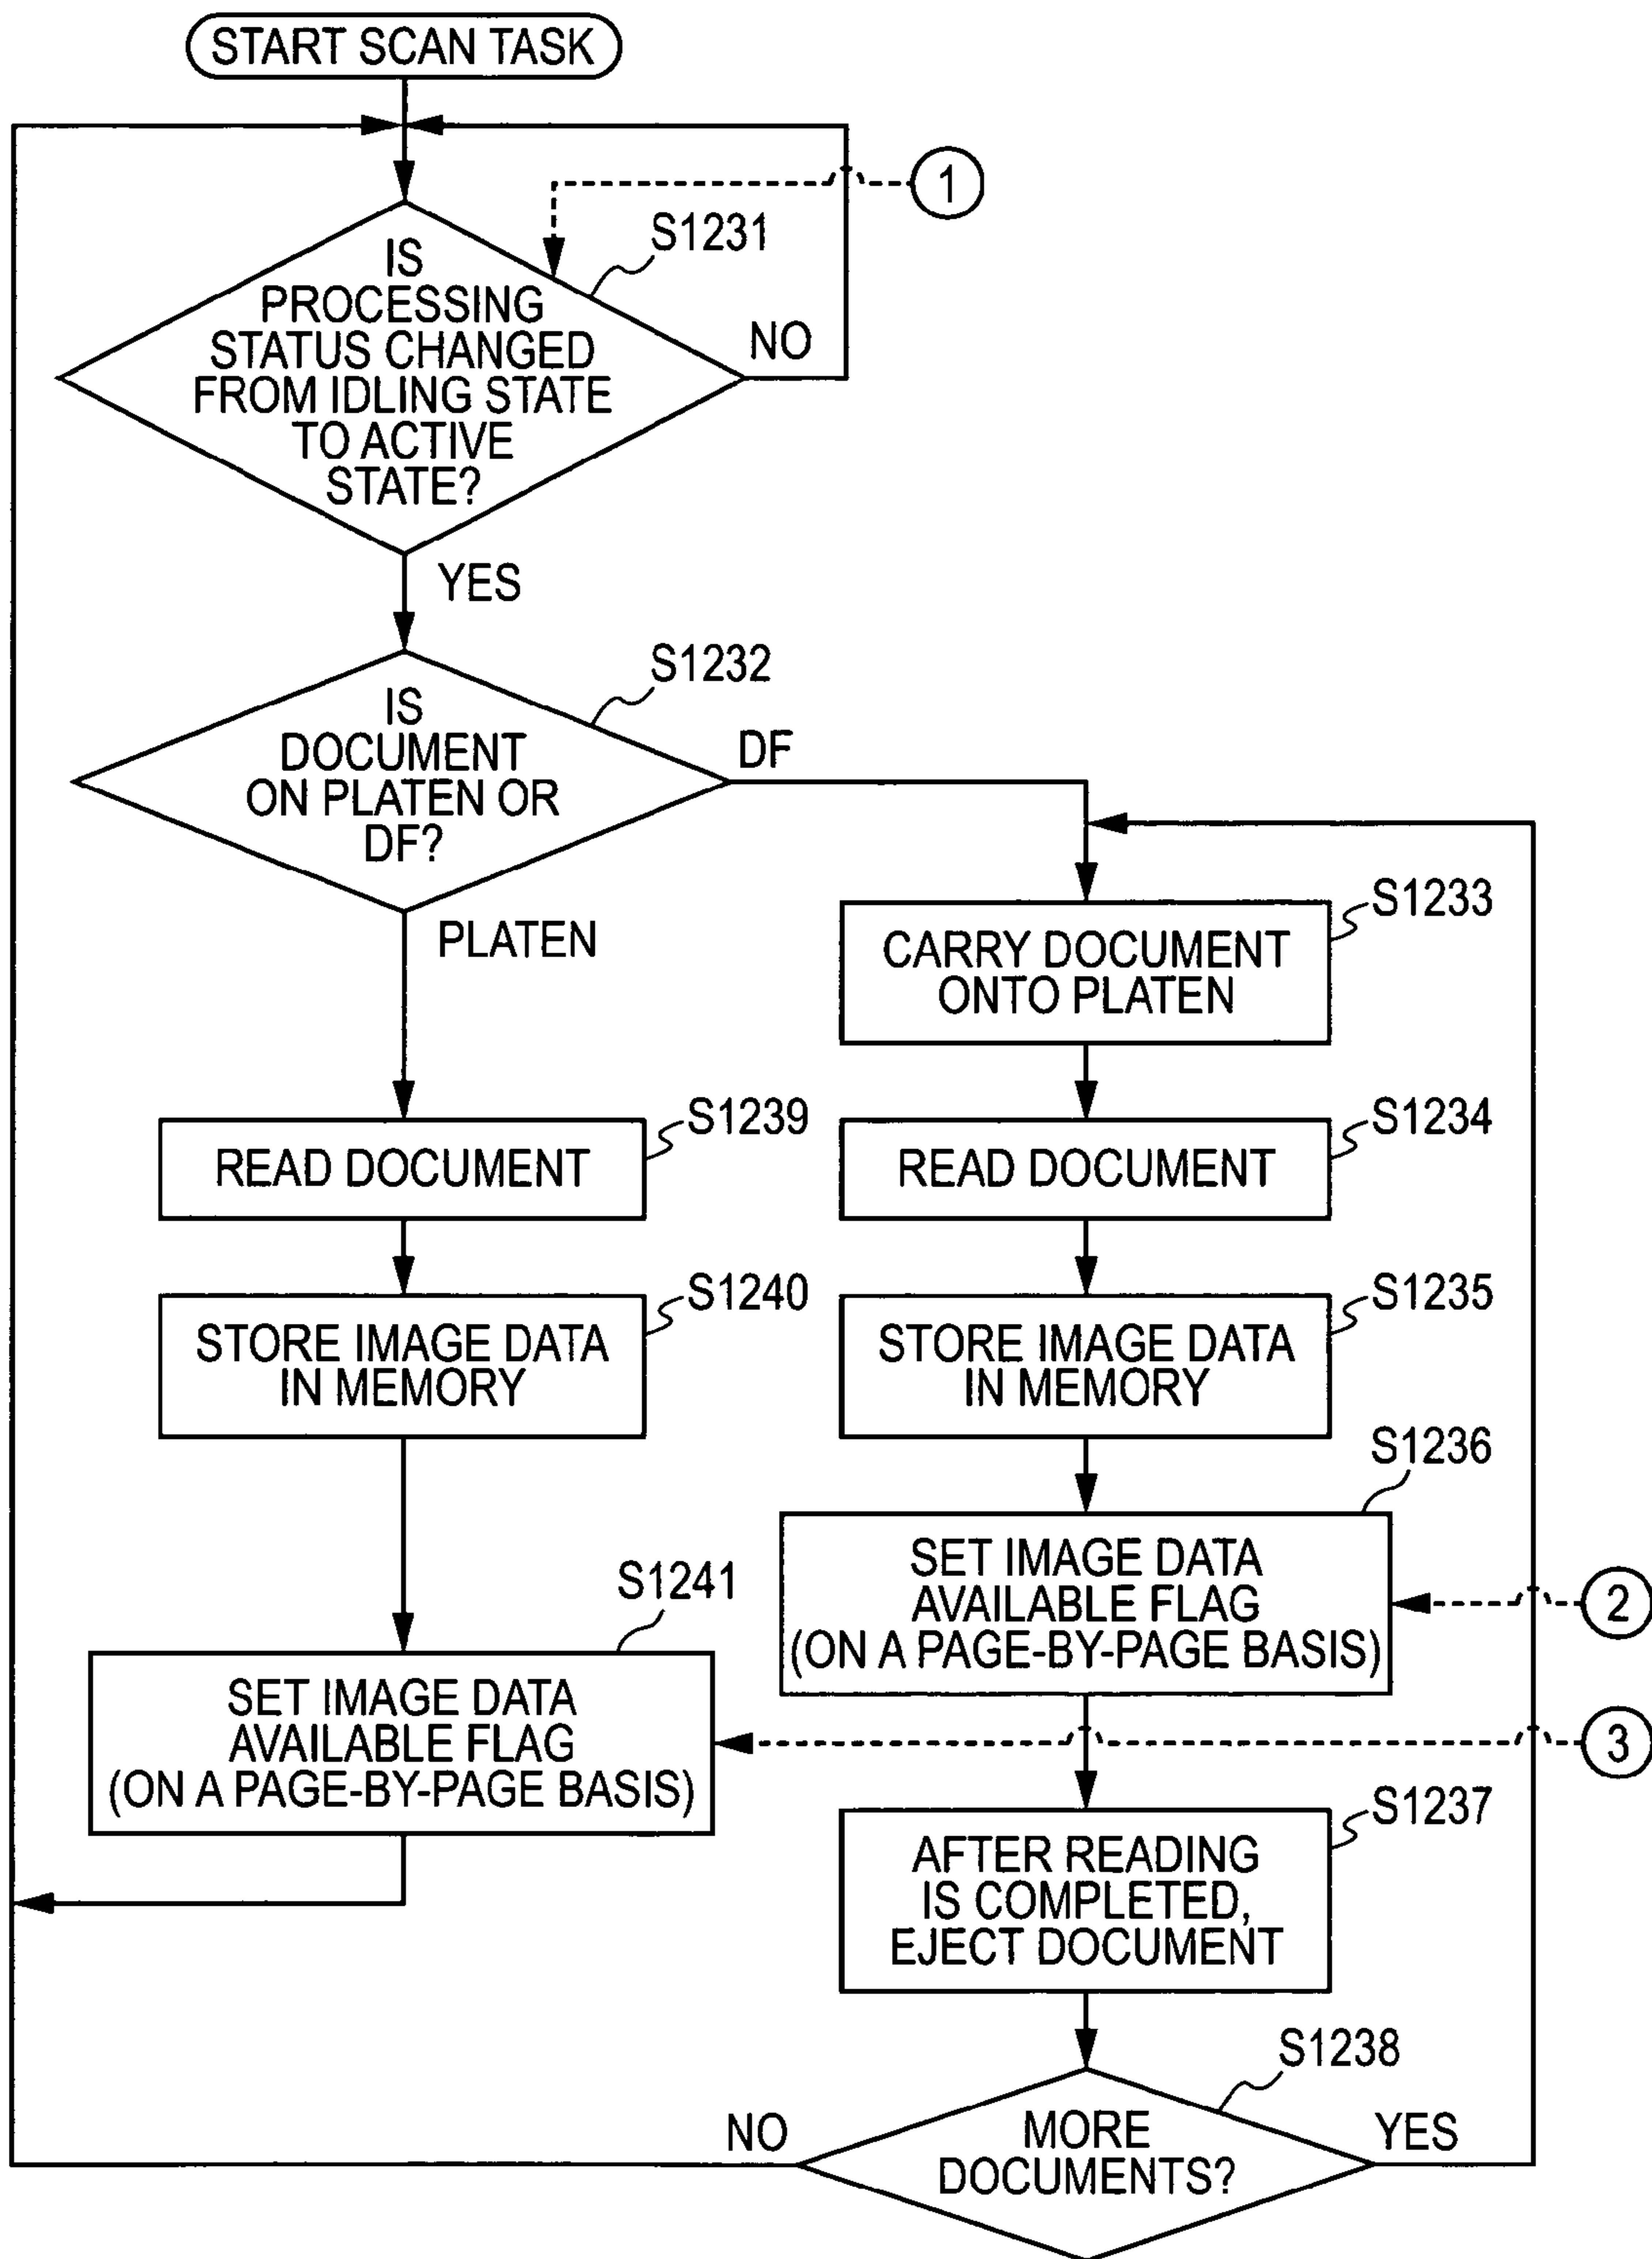 START SCAN TASK
1
S1231
IS
PROCESSING
STATUS CHANGED
FROM IDLING STATE
TO ACTIVE
STATE?
NO
YES
S1232
IS
DOCUMENT
ON PLATEN OR
DF?
DF
PLATEN
S1233
CARRY DOCUMENT
ONTO PLATEN
S1239
READ DOCUMENT
S1234
READ DOCUMENT
S1240
STORE IMAGE DATA
IN MEMORY
S1235
STORE IMAGE DATA
IN MEMORY
S1236
SET IMAGE DATA
AVAILABLE FLAG
(ON A PAGE-BY-PAGE BASIS)
2
S1241
SET IMAGE DATA
AVAILABLE FLAG
(ON A PAGE-BY-PAGE BASIS)
3
S1237
AFTER READING
IS COMPLETED,
EJECT DOCUMENT
S1238
MORE
DOCUMENTS?
NO
YES